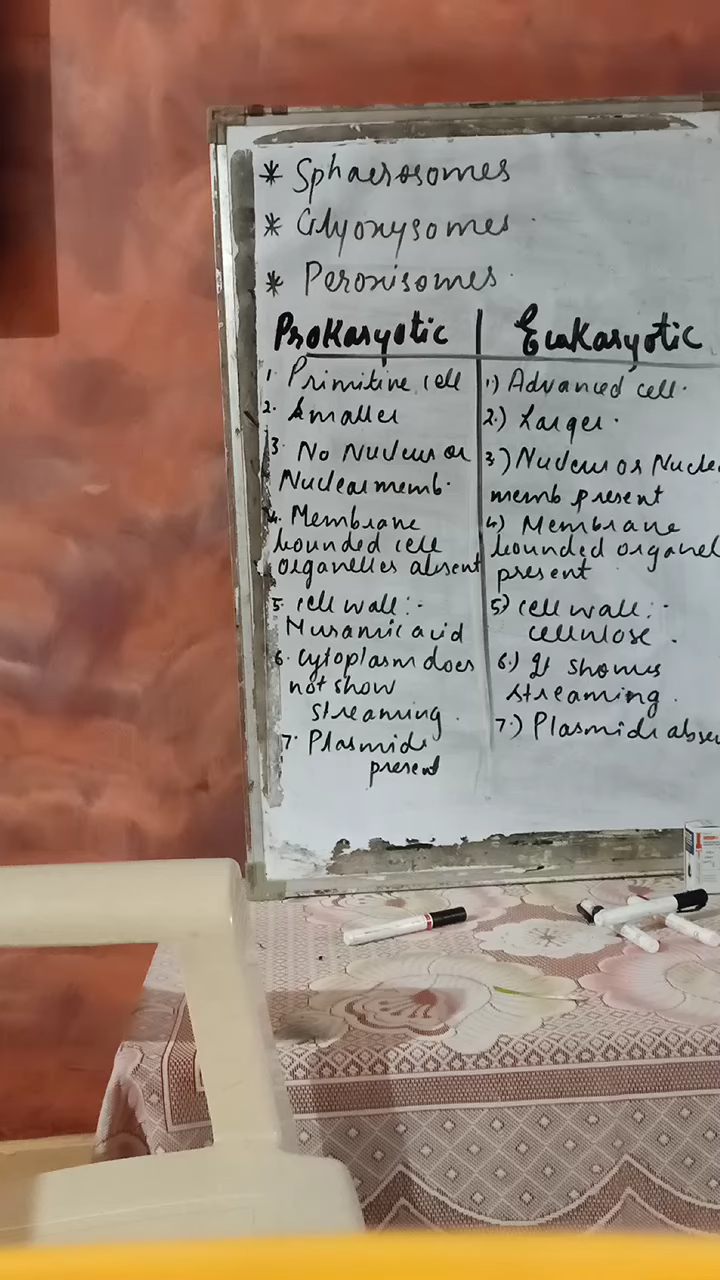 * Sphaerosomes
* Glyoxysomes
* Peroxisomes
Prokaryotic
1. Primitive cell
2. Smaller
3. No Nucleus or
Nuclear memb.
4. Membrane
bounded cell
organelles absent
5. cell wall:-
Muramic acid
6. Cytoplasm does
not show
streaming.
7. Plasmids
present
Eukaryotic
1.) Advanced cell.
2.) Larger.
3.) Nucleus or Nucle
memb present
4.) Membrane
bounded organel
present
5.) cell wall:-
cellulose.
6.) It shows
streaming.
7.) Plasmids abse